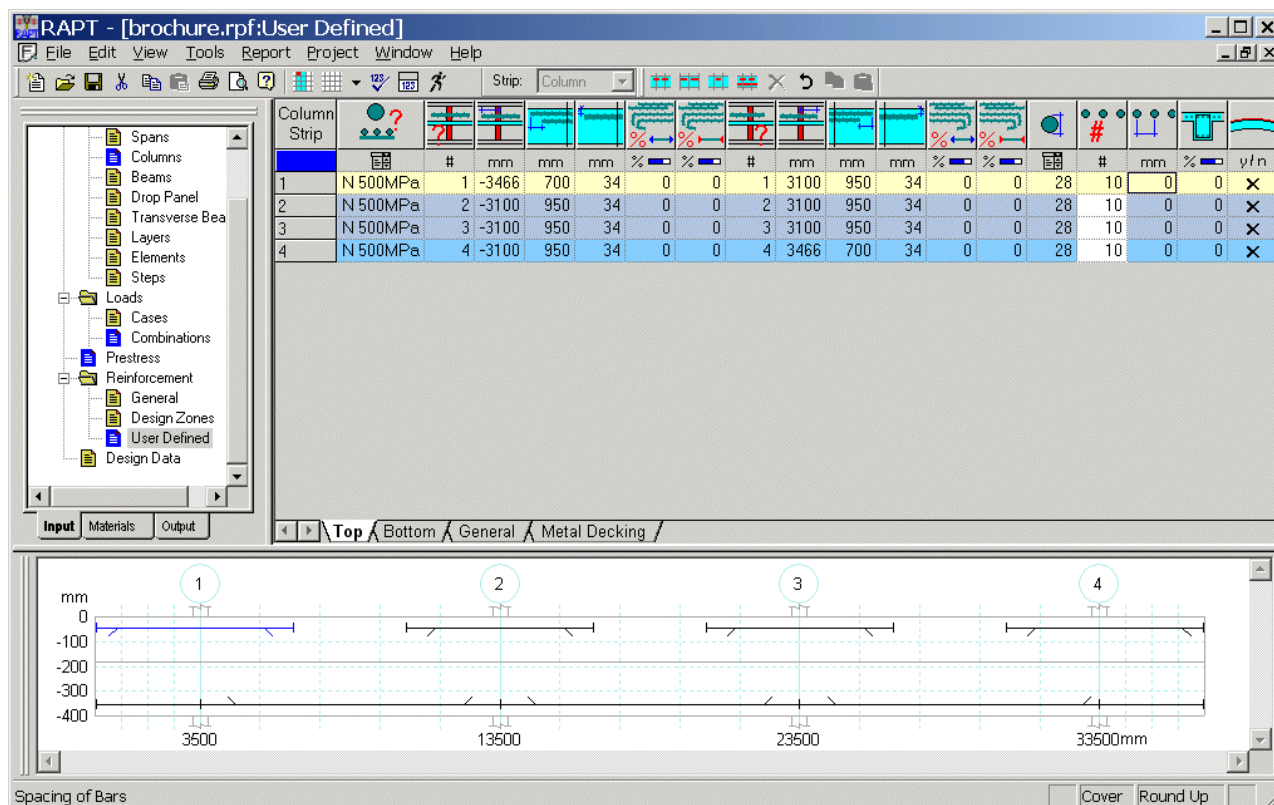 RAPT - [brochure.rpf:User Defined]
File Edit View Tools Report Project Window Help
Strip: Column
Spans
Columns
Beams
Drop Panel
Transverse Bea
Layers
Elements
Steps
Loads
Cases
Combinations
Prestress
Reinforcement
General
Design Zones
User Defined
Design Data
Input Materials Output
Column
Strip
# mm mm mm % % # mm mm mm % % # mm % y/n
1 N 500MPa 1 -3466 700 34 0 0 1 3100 950 34 0 0 28 10 0 0 ×
2 N 500MPa 2 -3100 950 34 0 0 2 3100 950 34 0 0 28 10 0 0 ×
3 N 500MPa 3 -3100 950 34 0 0 3 3100 950 34 0 0 28 10 0 0 ×
4 N 500MPa 4 -3100 950 34 0 0 4 3466 700 34 0 0 28 10 0 0 ×
Top Bottom General Metal Decking
1 2 3 4
mm
0
-100
-200
-300
-400
3500 13500 23500 33500mm
Spacing of Bars Cover Round Up